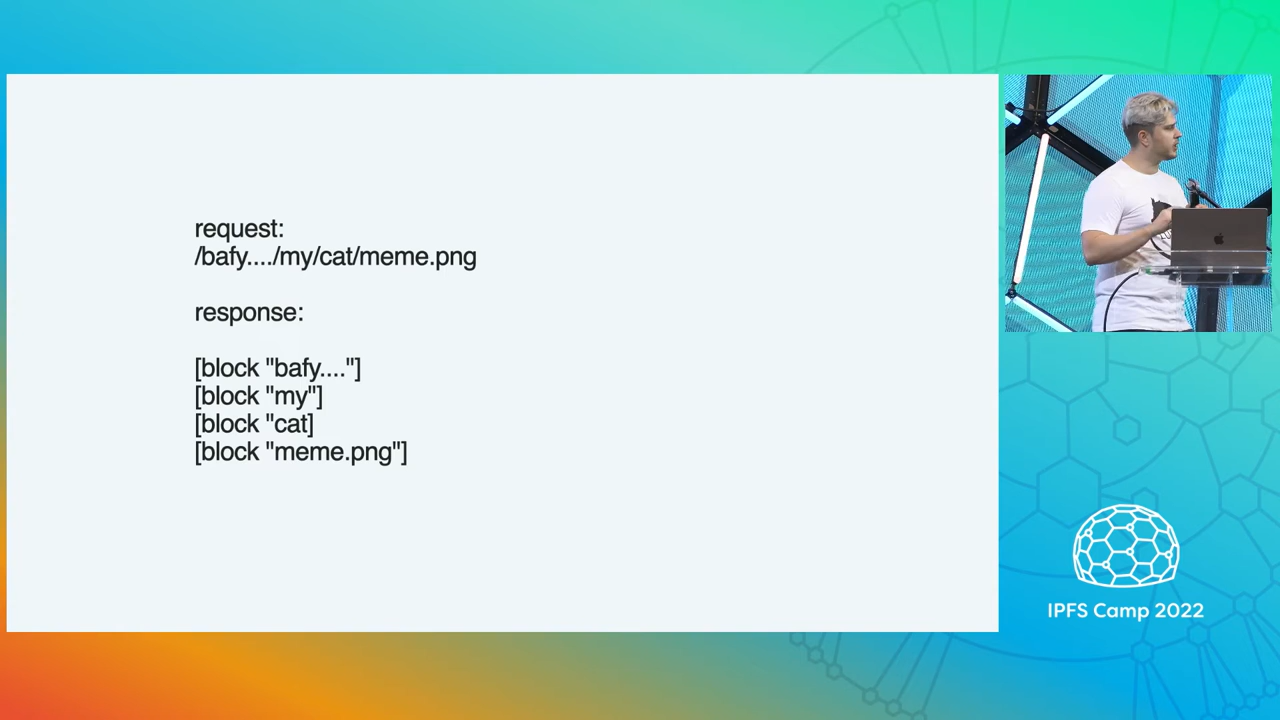 request:
/bafy..../my/cat/meme.png
response:
[block "bafy...."]
[block "my"]
[block "cat]
[block "meme.png"]
IPFS Camp 2022